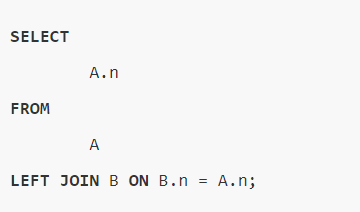 SELECT
A.n
FROM
A
LEFT JOIN B ON B.n = A.n;